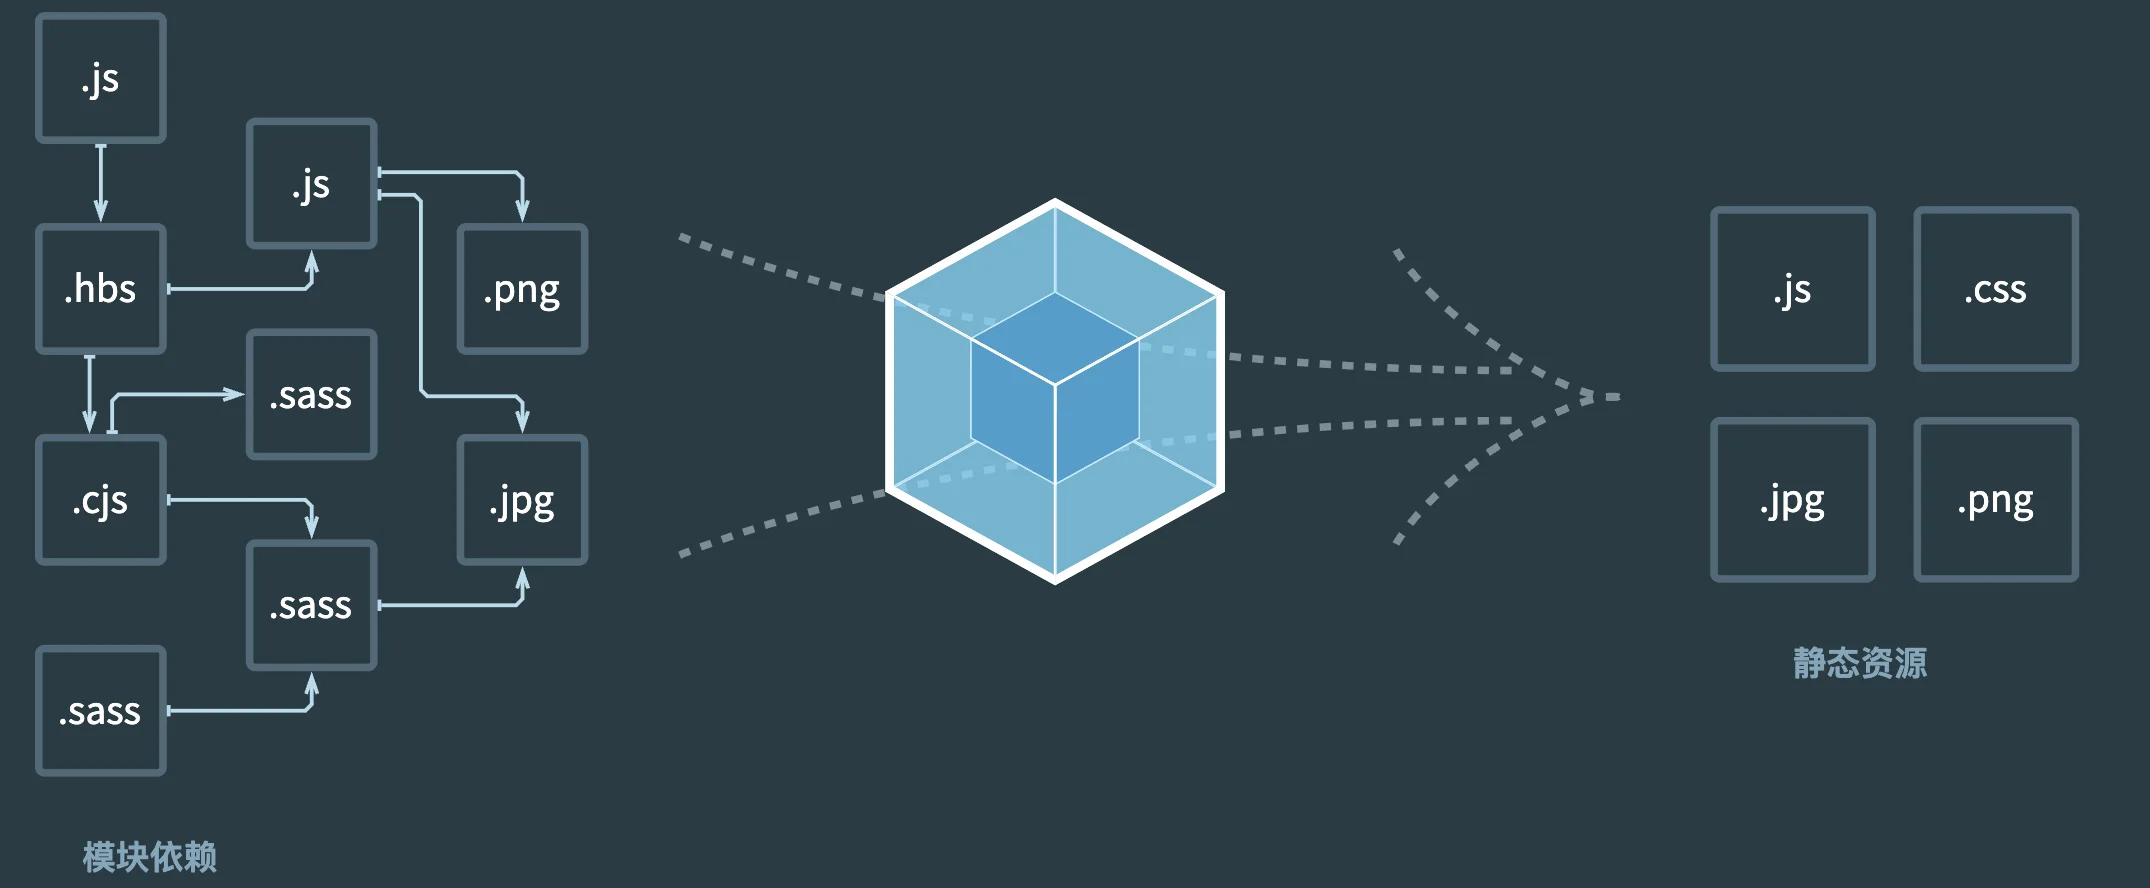 .js
.js
.hbs
.png
.sass
.cjs
.jpg
.sass
.sass
模块依赖
.js
.css
.jpg
.png
静态资源